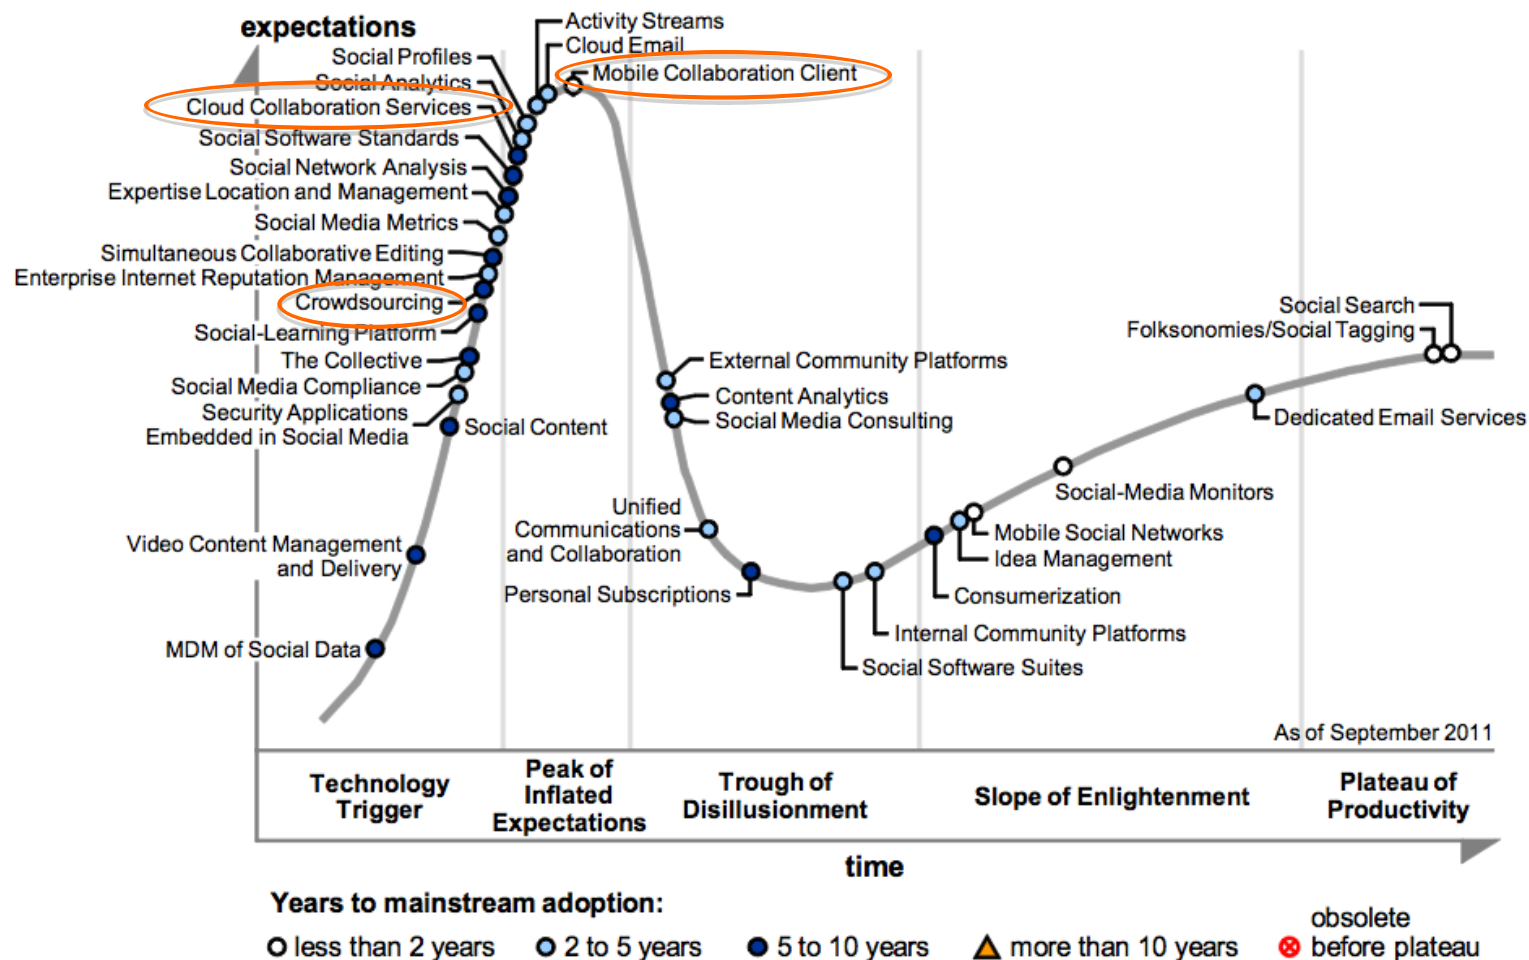 expectations
Activity Streams
Cloud Email
Mobile Collaboration Client
Social Profiles
Social Analytics
Cloud Collaboration Services
Social Software Standards
Social Network Analysis
Expertise Location and Management
Social Media Metrics
Simultaneous Collaborative Editing
Enterprise Internet Reputation Management
Crowdsourcing
Social-Learning Platform
The Collective
Social Media Compliance
Security Applications
Embedded in Social Media
Social Content
Video Content Management
and Delivery
MDM of Social Data
External Community Platforms
Content Analytics
Social Media Consulting
Unified
Communications
and Collaboration
Personal Subscriptions
Social Search
Folksonomies/Social Tagging
Dedicated Email Services
Social-Media Monitors
Mobile Social Networks
Idea Management
Consumerization
Internal Community Platforms
Social Software Suites
As of September 2011
Technology
Trigger
Peak of
Inflated
Expectations
Trough of
Disillusionment
Slope of Enlightenment
Plateau of
Productivity
time
Years to mainstream adoption:
less than 2 years
2 to 5 years
5 to 10 years
more than 10 years
obsolete
before plateau